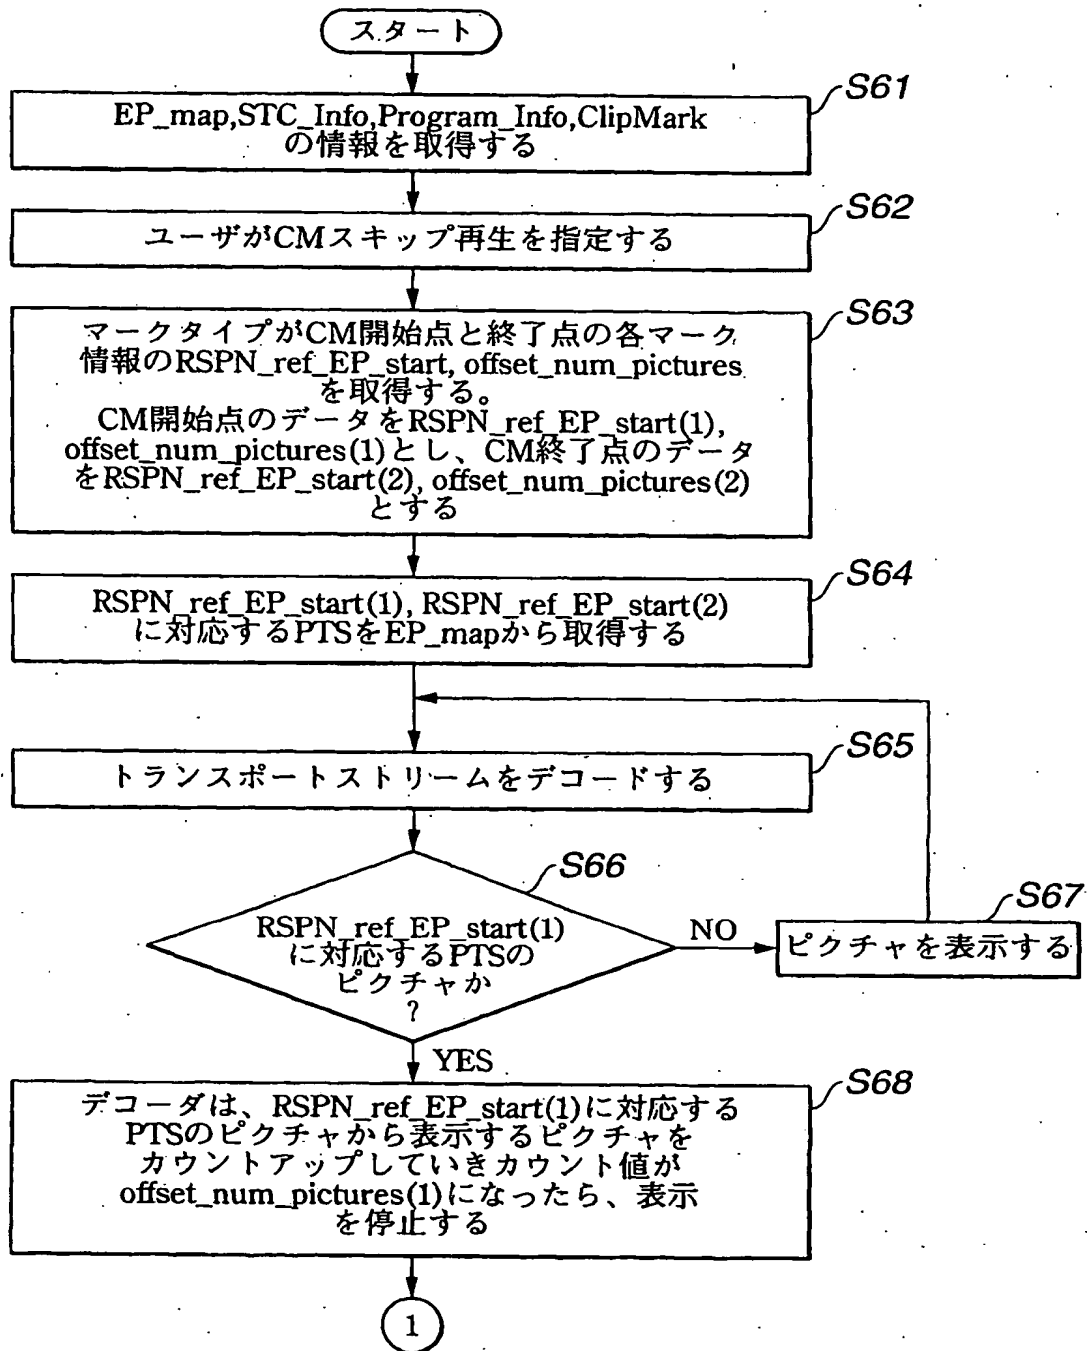 スタート
S61
EP_map,STC_Info,Program_Info,ClipMark
の情報を取得する
S62
ユーザがCMスキップ再生を指定する
S63
マークタイプがCM開始点と終了点の各マーク
情報のRSPN_ref_EP_start, offset_num_pictures
を取得する。
CM開始点のデータをRSPN_ref_EP_start(1),
offset_num_pictures(1)とし、CM終了点のデータ
をRSPN_ref_EP_start(2), offset_num_pictures(2)
とする
S64
RSPN_ref_EP_start(1), RSPN_ref_EP_start(2)
に対応するPTSをEP_mapから取得する
S65
トランスポートストリームをデコードする
S66
RSPN_ref_EP_start(1)
に対応するPTSの
ピクチャか
?
NO
S67
ピクチャを表示する
YES
S68
デコーダは、RSPN_ref_EP_start(1)に対応する
PTSのピクチャから表示するピクチャを
カウントアップしていきカウント値が
offset_num_pictures(1)になったら、表示
を停止する
1